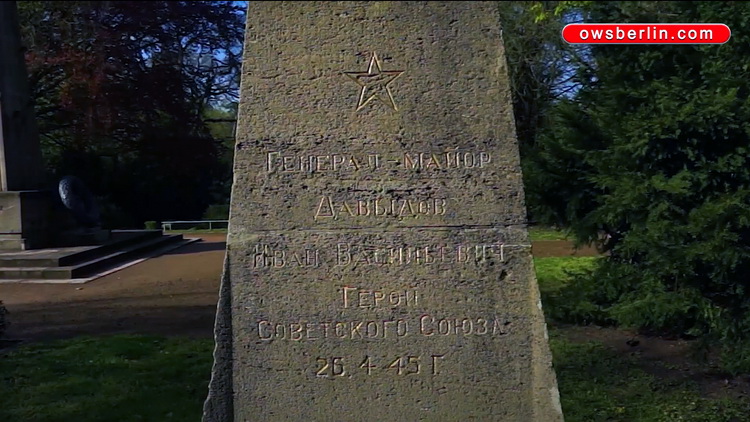 owsberlin.com
Генерал-майор
Давыдов
Иван Васильевич
Герой
Советского Союза
26.4-45 г